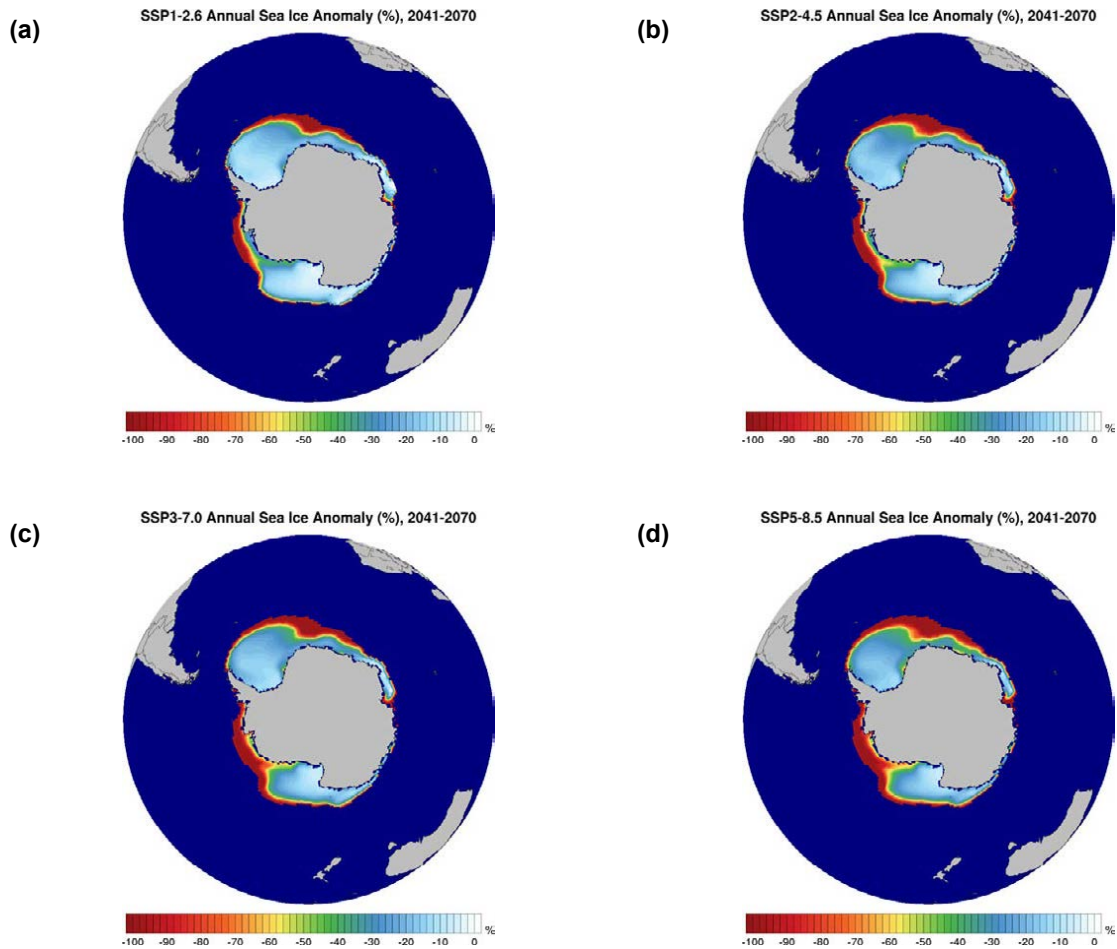 (a)
SSP1-2.6 Annual Sea Ice Anomaly (%), 2041-2070
-100 -90 -80 -70 -60 -50 -40 -30 -20 -10 0 %
(b)
SSP2-4.5 Annual Sea Ice Anomaly (%), 2041-2070
-100 -90 -80 -70 -60 -50 -40 -30 -20 -10 0 %
(c)
SSP3-7.0 Annual Sea Ice Anomaly (%), 2041-2070
-100 -90 -80 -70 -60 -50 -40 -30 -20 -10 0 %
(d)
SSP5-8.5 Annual Sea Ice Anomaly (%), 2041-2070
-100 -90 -80 -70 -60 -50 -40 -30 -20 -10 0 %